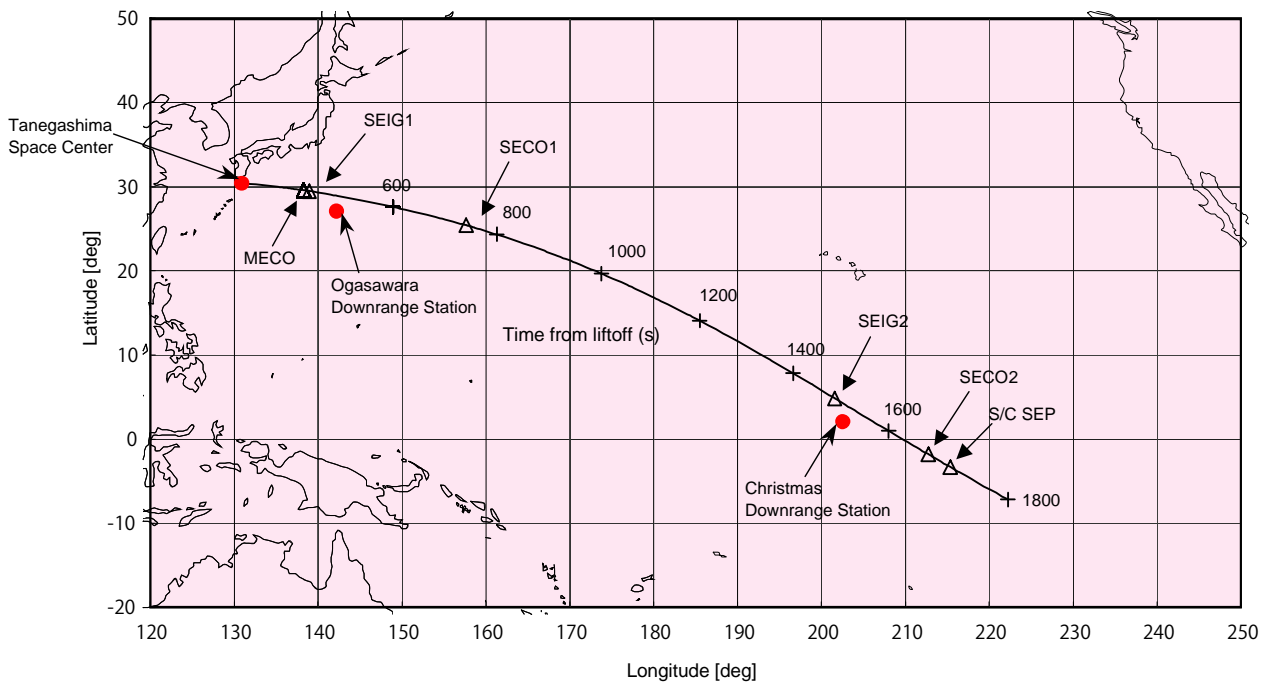 50
40
30
20
10
0
-10
-20
Latitude [deg]
Tanegashima
Space Center
SEIG1
SECO1
600
800
MECO
Ogasawara
Downrange Station
1000
1200
Time from liftoff (s)
SEIG2
1400
SECO2
1600
S/C SEP
Christmas
Downrange Station
1800
120 130 140 150 160 170 180 190 200 210 220 230 240 250
Longitude [deg]